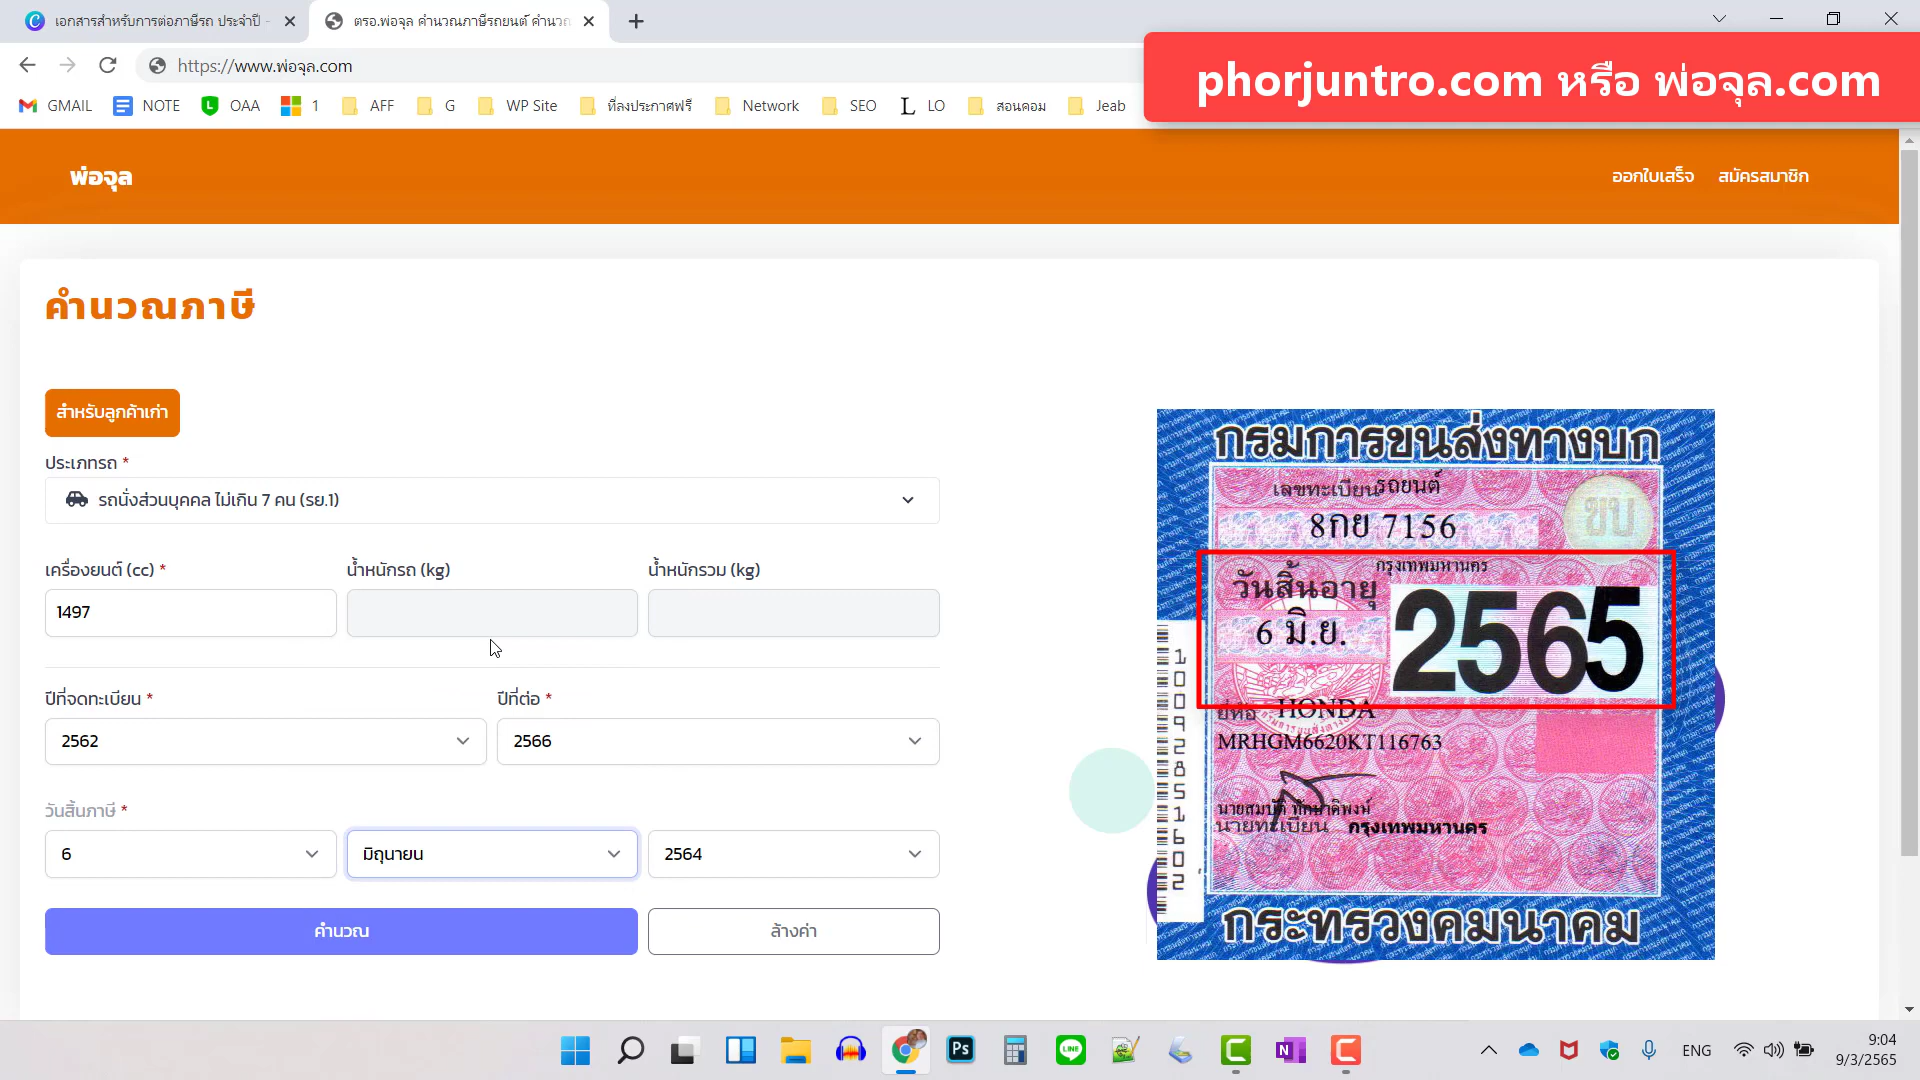 เอกสารสำหรับการต่อภาษีรถ ประจำปี -
ตรอ.พ่อจุล คำนวณภาษีรถยนต์ คำนวณ
https://www.พ่อจุล.com
phorjuntro.com หรือ พ่อจุล.com
GMAIL NOTE OAA 1 AFF G WP Site ที่ลงประกาศฟรี Network SEO LO สอนคอม Jeab
พ่อจุล
ออกใบเสร็จ สมัครสมาชิก
คำนวณภาษี
สำหรับลูกค้าเก่า
ประเภทรถ *
รถนั่งส่วนบุคคล ไม่เกิน 7 คน (รย.1)
เครื่องยนต์ (cc) * น้ำหนักรถ (kg) น้ำหนักรวม (kg)
1497
ปีที่จดทะเบียน * ปีที่ต่อ *
2562 2566
วันสิ้นภาษี *
6 มิถุนายน 2564
คำนวณ ล้างค่า
กรมการขนส่งทางบก
เลขทะเบียนรถยนต์
8กย 7156
ขบ
กรุงเทพมหานคร
วันสิ้นอายุ
6 มิ.ย. 2565
ยี่ห้อ HONDA
MRHGM6620KT116763
นายทะเบียน กรุงเทพมหานคร
10092851602
กระทรวงคมนาคม
ENG
9:04
9/3/2565